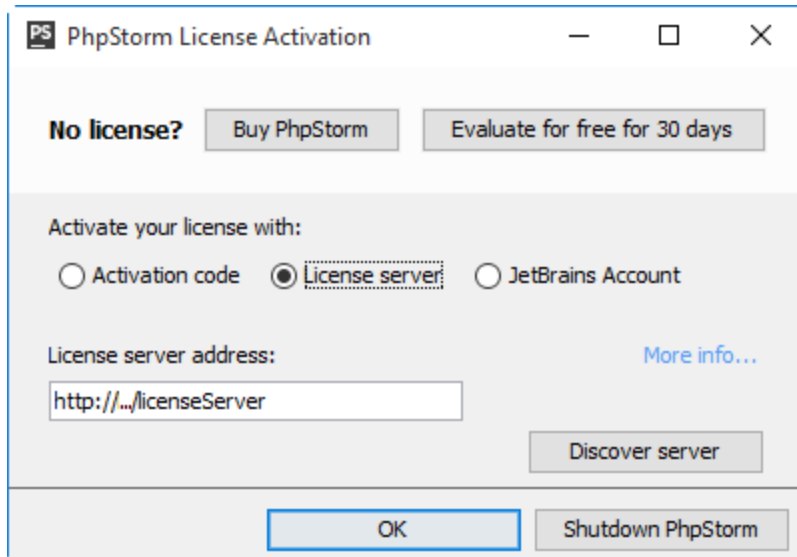 PS PhpStorm License Activation
No license? Buy PhpStorm Evaluate for free for 30 days
Activate your license with:
Activation code License server JetBrains Account
License server address: More info...
http://.../licenseServer
Discover server
OK Shutdown PhpStorm